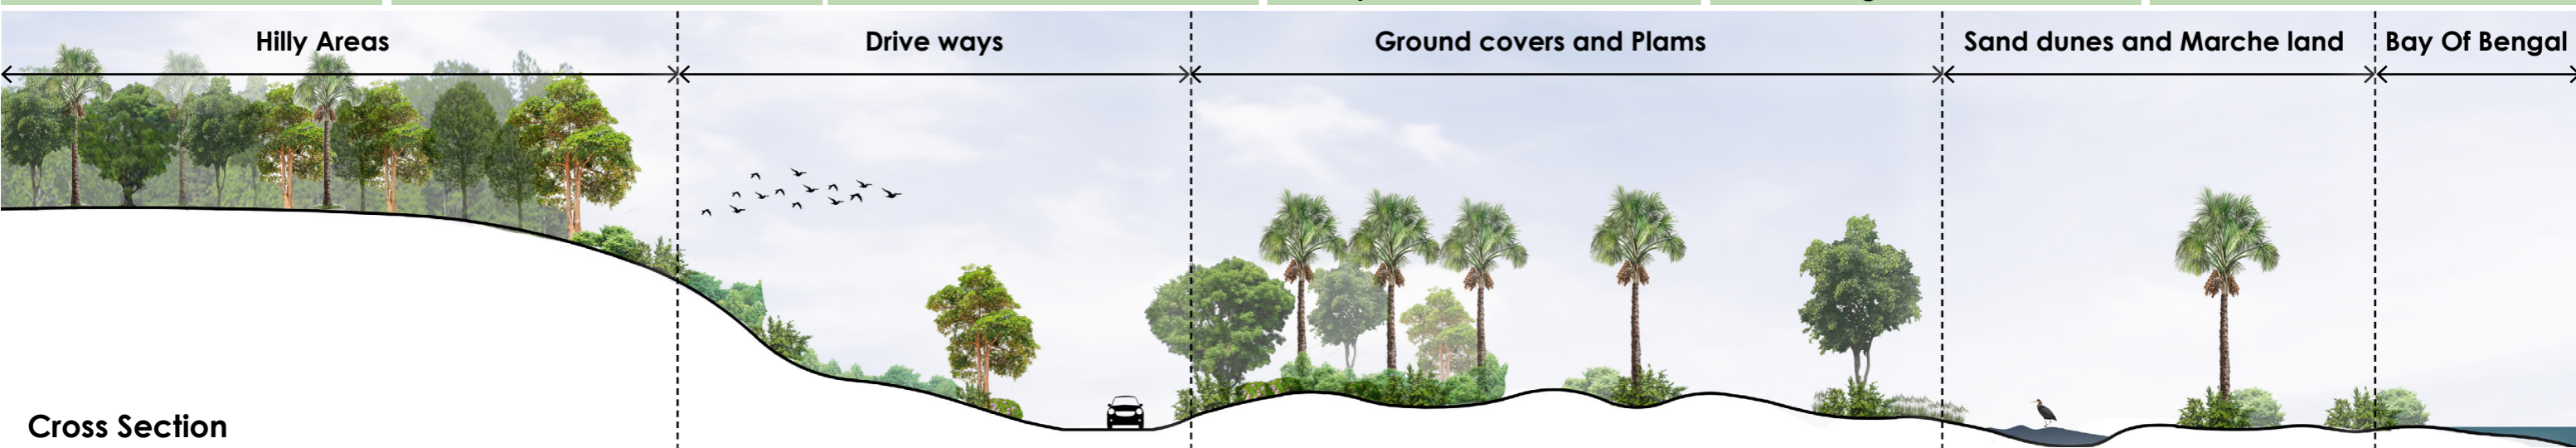 Hilly Areas
Drive ways
Ground covers and Plams
Sand dunes and Marche land
Bay Of Bengal
Cross Section